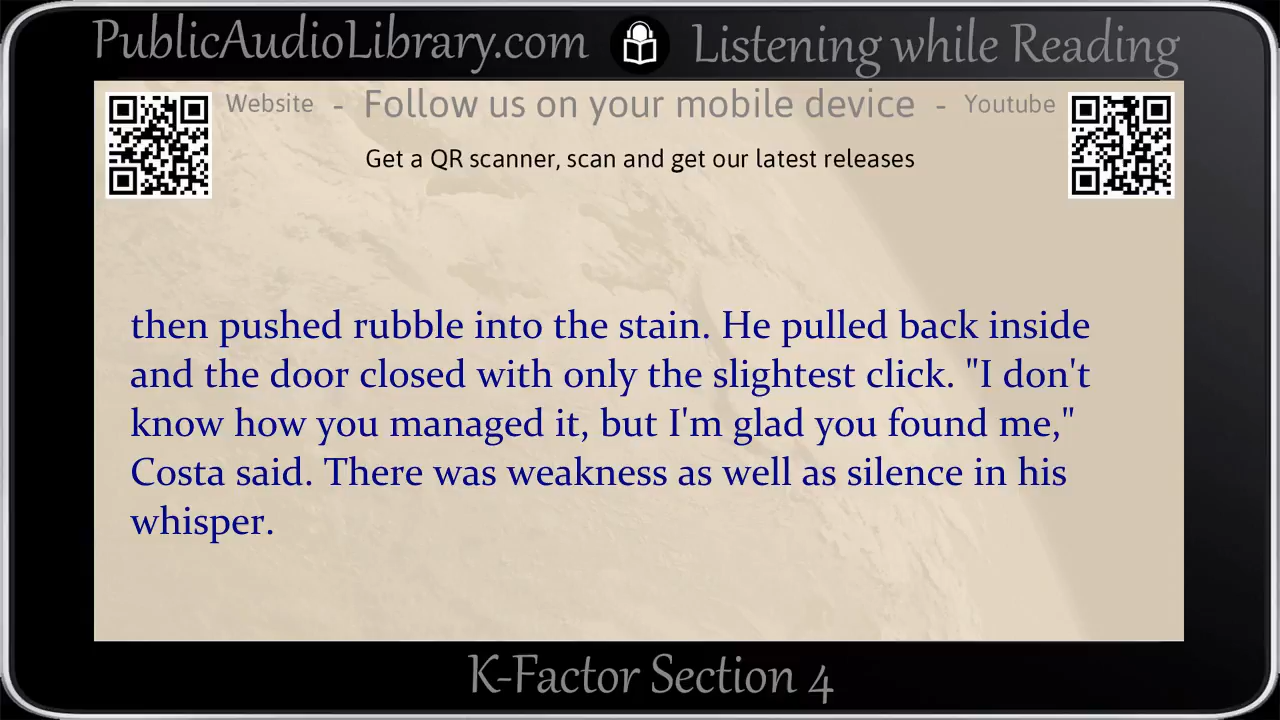 PublicAudioLibrary.com Listening while Reading
Website - Follow us on your mobile device - Youtube
Get a QR scanner, scan and get our latest releases
then pushed rubble into the stain. He pulled back inside
and the door closed with only the slightest click. "I don't
know how you managed it, but I'm glad you found me,"
Costa said. There was weakness as well as silence in his
whisper.
K-Factor Section 4